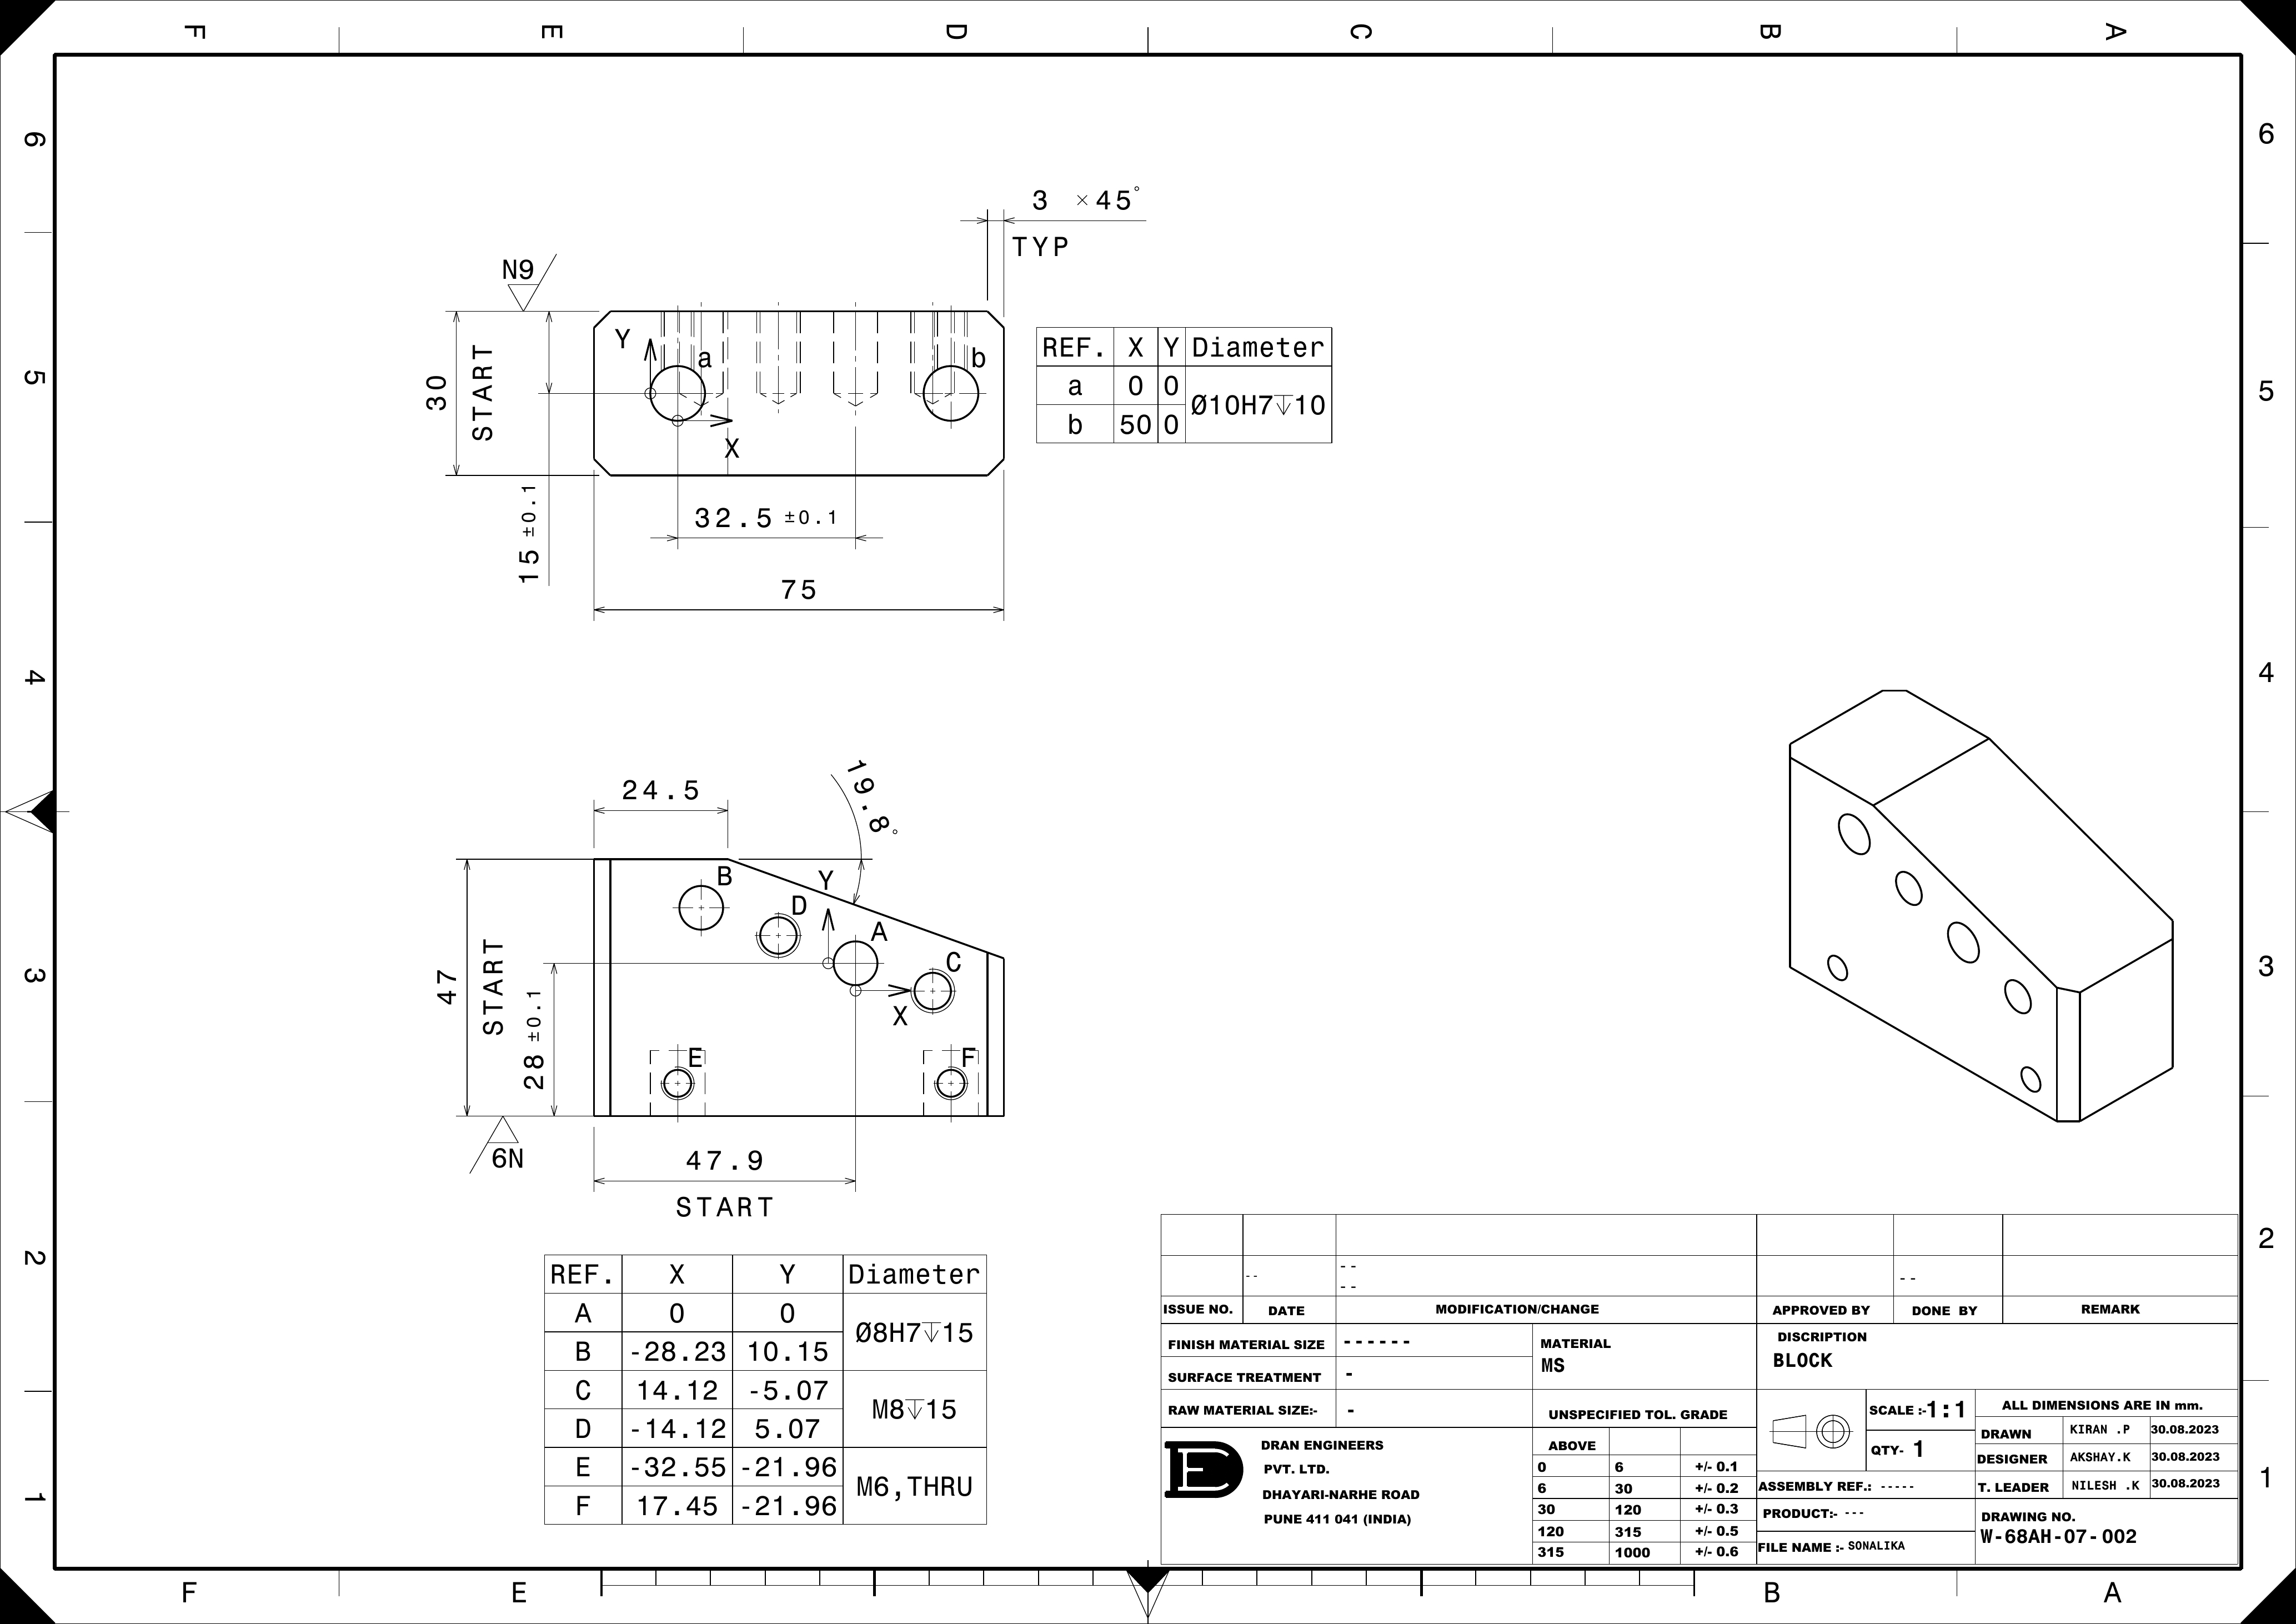 F E D C B A
6 6
5 5
4 4
3 3
2 2
1 1
3 ×45°
TYP
N9
30
START
15 ±0.1
Y
a
b
X
32.5 ±0.1
75
REF. X Y Diameter
a 0 0 Ø10H7↧10
b 50 0
24.5
19.8°
47
START
28 ±0.1
B
D
Y
A
C
X
E
F
6N
47.9
START
REF. X Y Diameter
A 0 0 Ø8H7↧15
B -28.23 10.15
C 14.12 -5.07 M8↧15
D -14.12 5.07
E -32.55 -21.96 M6,THRU
F 17.45 -21.96
--
-- --
--
ISSUE NO. DATE MODIFICATION/CHANGE APPROVED BY DONE BY REMARK
FINISH MATERIAL SIZE ------
SURFACE TREATMENT -
RAW MATERIAL SIZE:- -
MATERIAL
MS
DISCRIPTION
BLOCK
UNSPECIFIED TOL. GRADE
ABOVE
0 6 +/- 0.1
6 30 +/- 0.2
30 120 +/- 0.3
120 315 +/- 0.5
315 1000 +/- 0.6
DE
DRAN ENGINEERS
PVT. LTD.
DHAYARI-NARHE ROAD
PUNE 411 041 (INDIA)
SCALE :-1:1
QTY- 1
ALL DIMENSIONS ARE IN mm.
DRAWN KIRAN .P 30.08.2023
DESIGNER AKSHAY.K 30.08.2023
T. LEADER NILESH .K 30.08.2023
ASSEMBLY REF.: -----
PRODUCT:- ---
FILE NAME :- SONALIKA
DRAWING NO.
W-68AH-07-002
F E B A